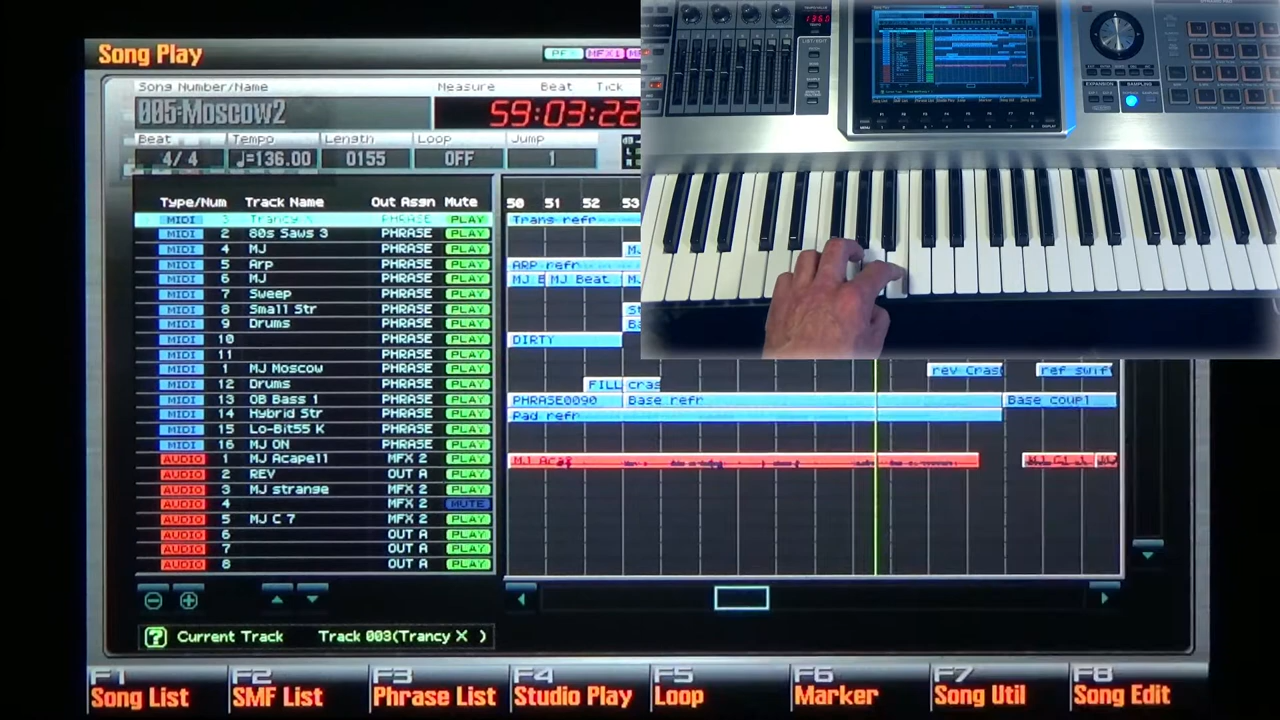 Song Play
PFX MFX1
Song Number/Name Measure Beat Tick
005:Moscow2 59:03:22
Beat Tempo Length Loop Jump
4/4 ♩=136.00 0155 OFF 1
Type/Num Track Name Out Asgn Mute 50 51 52 53
MIDI 3 Trancy X PHRASE PLAY Trans refr
MIDI 2 80s Saws 3 PHRASE PLAY
MIDI 4 MJ PHRASE PLAY
MIDI 5 Arp PHRASE PLAY ARP refr
MIDI 6 MJ PHRASE PLAY MJ Beat
MIDI 7 Sweep PHRASE PLAY
MIDI 8 Small Str PHRASE PLAY
MIDI 9 Drums PHRASE PLAY
MIDI 10 PHRASE PLAY DIRTY
MIDI 11 PHRASE PLAY
MIDI 1 MJ Moscow PHRASE PLAY rev Cras ref swif
MIDI 12 Drums PHRASE PLAY FILL cras
MIDI 13 OB Bass 1 PHRASE PLAY PHRASE0090 Base refr Base coupl
MIDI 14 Hybrid Str PHRASE PLAY Pad refr
MIDI 15 Lo-Bit55 K PHRASE PLAY
MIDI 16 MJ ON PHRASE PLAY
AUDIO 1 MJ Acapell MFX 2 PLAY
AUDIO 2 REV OUT A PLAY
AUDIO 3 MJ strange MFX 2 PLAY
AUDIO 4 MFX 2 MUTE
AUDIO 5 MJ C 7 MFX 2 PLAY
AUDIO 6 OUT A PLAY
AUDIO 7 OUT A PLAY
AUDIO 8 OUT A PLAY
? Current Track Track 003(Trancy X )
F1 F2 F3 F4 F5 F6 F7 F8
Song List SMF List Phrase List Studio Play Loop Marker Song Util Song Edit